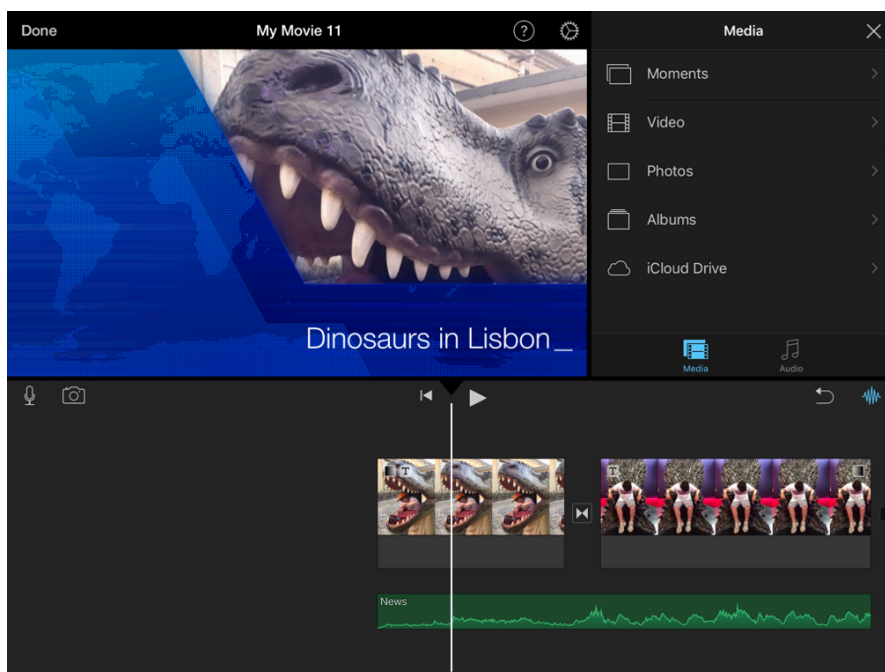 Done
My Movie 11
?
Media
Moments
Video
Photos
Albums
iCloud Drive
Dinosaurs in Lisbon_
Media
Audio
T
T
News